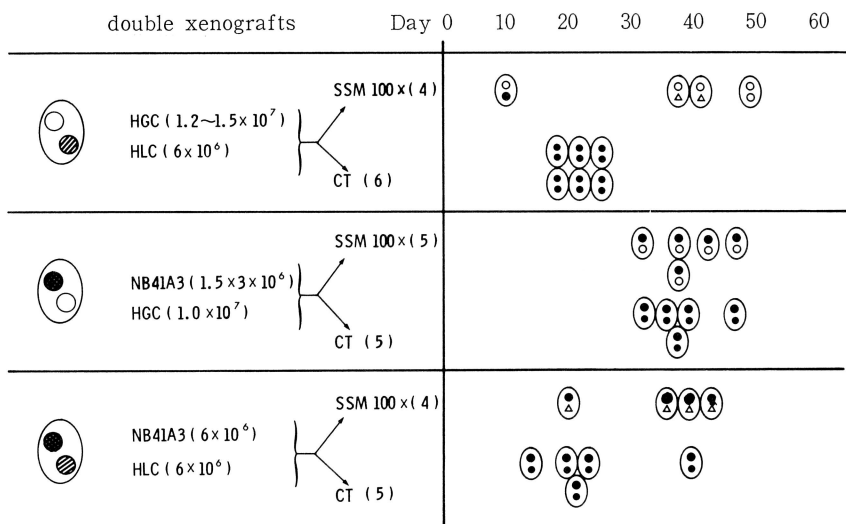 double xenografts Day 0 10 20 30 40 50 60
SSM 100×(4)
HGC (1.2~1.5×10⁷)
HLC (6×10⁶)
CT (6)
SSM 100×(5)
NB41A3 (1.5×3×10⁶)
HGC (1.0×10⁷)
CT (5)
SSM 100×(4)
NB41A3 (6×10⁶)
HLC (6×10⁶)
CT (5)